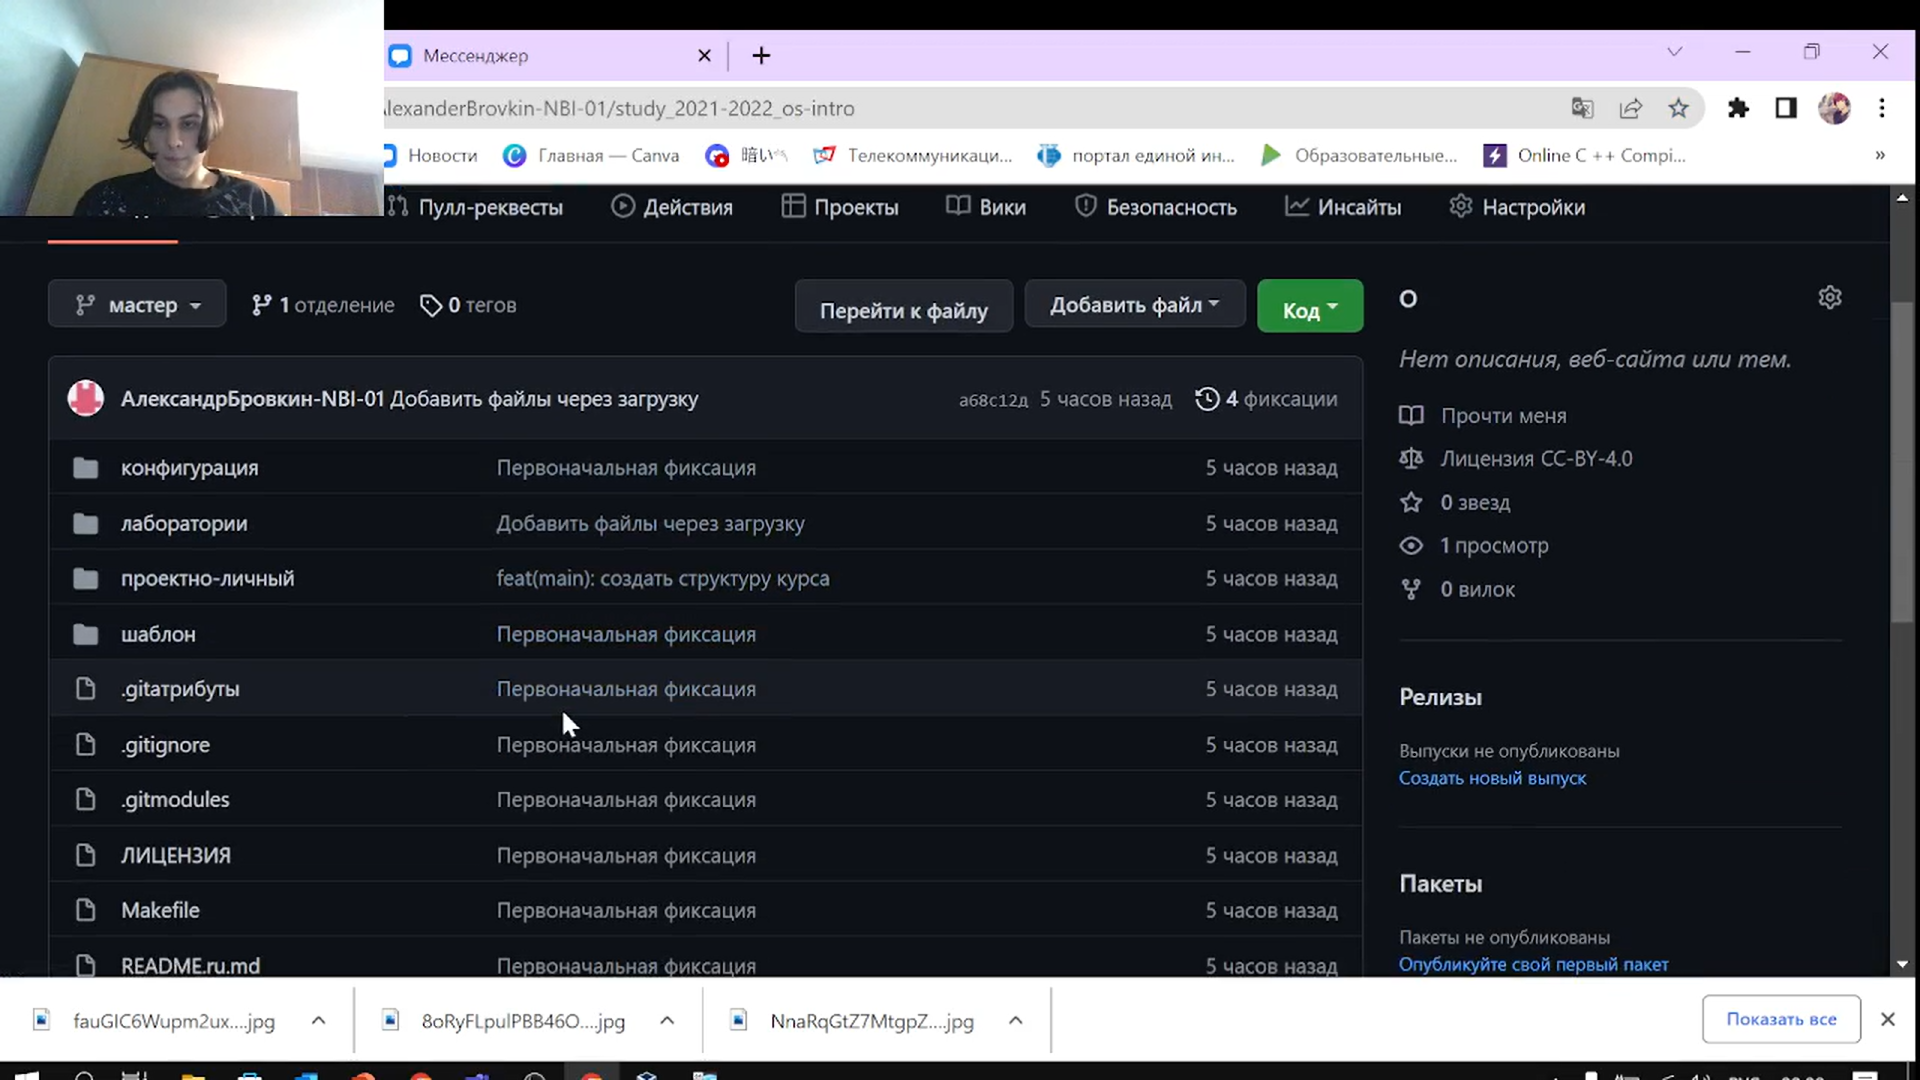 Мессенджер
lexanderBrovkin-NBI-01/study_2021-2022_os-intro
Новости Главная — Canva 暗い Телекоммуникаци... портал единой ин... Образовательные... Online C ++ Compi... »
Пулл-реквесты Действия Проекты Вики Безопасность Инсайты Настройки
мастер 1 отделение 0 тегов Перейти к файлу Добавить файл Код
АлександрБровкин-NBI-01 Добавить файлы через загрузку а68с12д 5 часов назад 4 фиксации
конфигурация Первоначальная фиксация 5 часов назад
лаборатории Добавить файлы через загрузку 5 часов назад
проектно-личный feat(main): создать структуру курса 5 часов назад
шаблон Первоначальная фиксация 5 часов назад
.gitатрибуты Первоначальная фиксация 5 часов назад
.gitignore Первоначальная фиксация 5 часов назад
.gitmodules Первоначальная фиксация 5 часов назад
ЛИЦЕНЗИЯ Первоначальная фиксация 5 часов назад
Makefile Первоначальная фиксация 5 часов назад
README.ru.md Первоначальная фиксация 5 часов назад
О
Нет описания, веб-сайта или тем.
Прочти меня
Лицензия CC-BY-4.0
0 звезд
1 просмотр
0 вилок
Релизы
Выпуски не опубликованы
Создать новый выпуск
Пакеты
Пакеты не опубликованы
Опубликуйте свой первый пакет
fauGIC6Wupm2ux....jpg 8oRyFLpulPBB46O....jpg NnaRqGtZ7MtgpZ....jpg Показать все